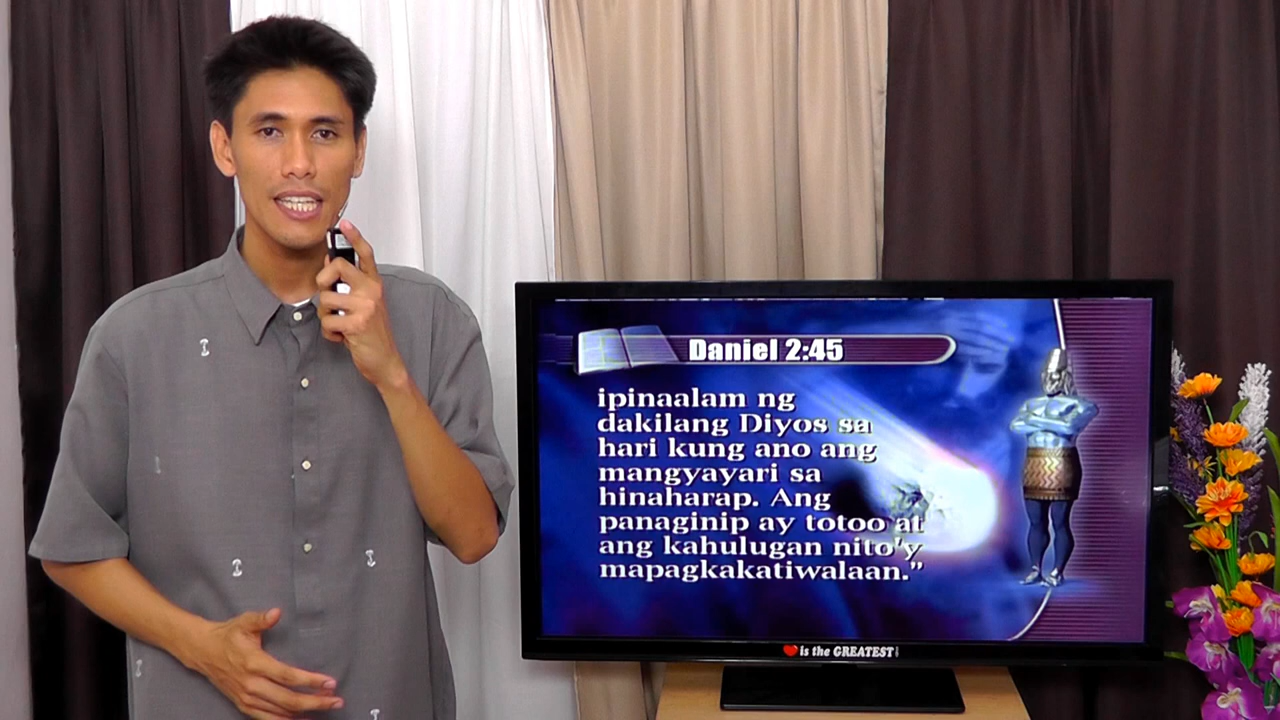 Daniel 2:45
ipinaalam ng
dakilang Diyos sa
hari kung ano ang
mangyayari sa
hinaharap. Ang
panaginip ay totoo at
ang kahulugan nito'y
mapagkakatiwalaan.”
is the GREATEST!